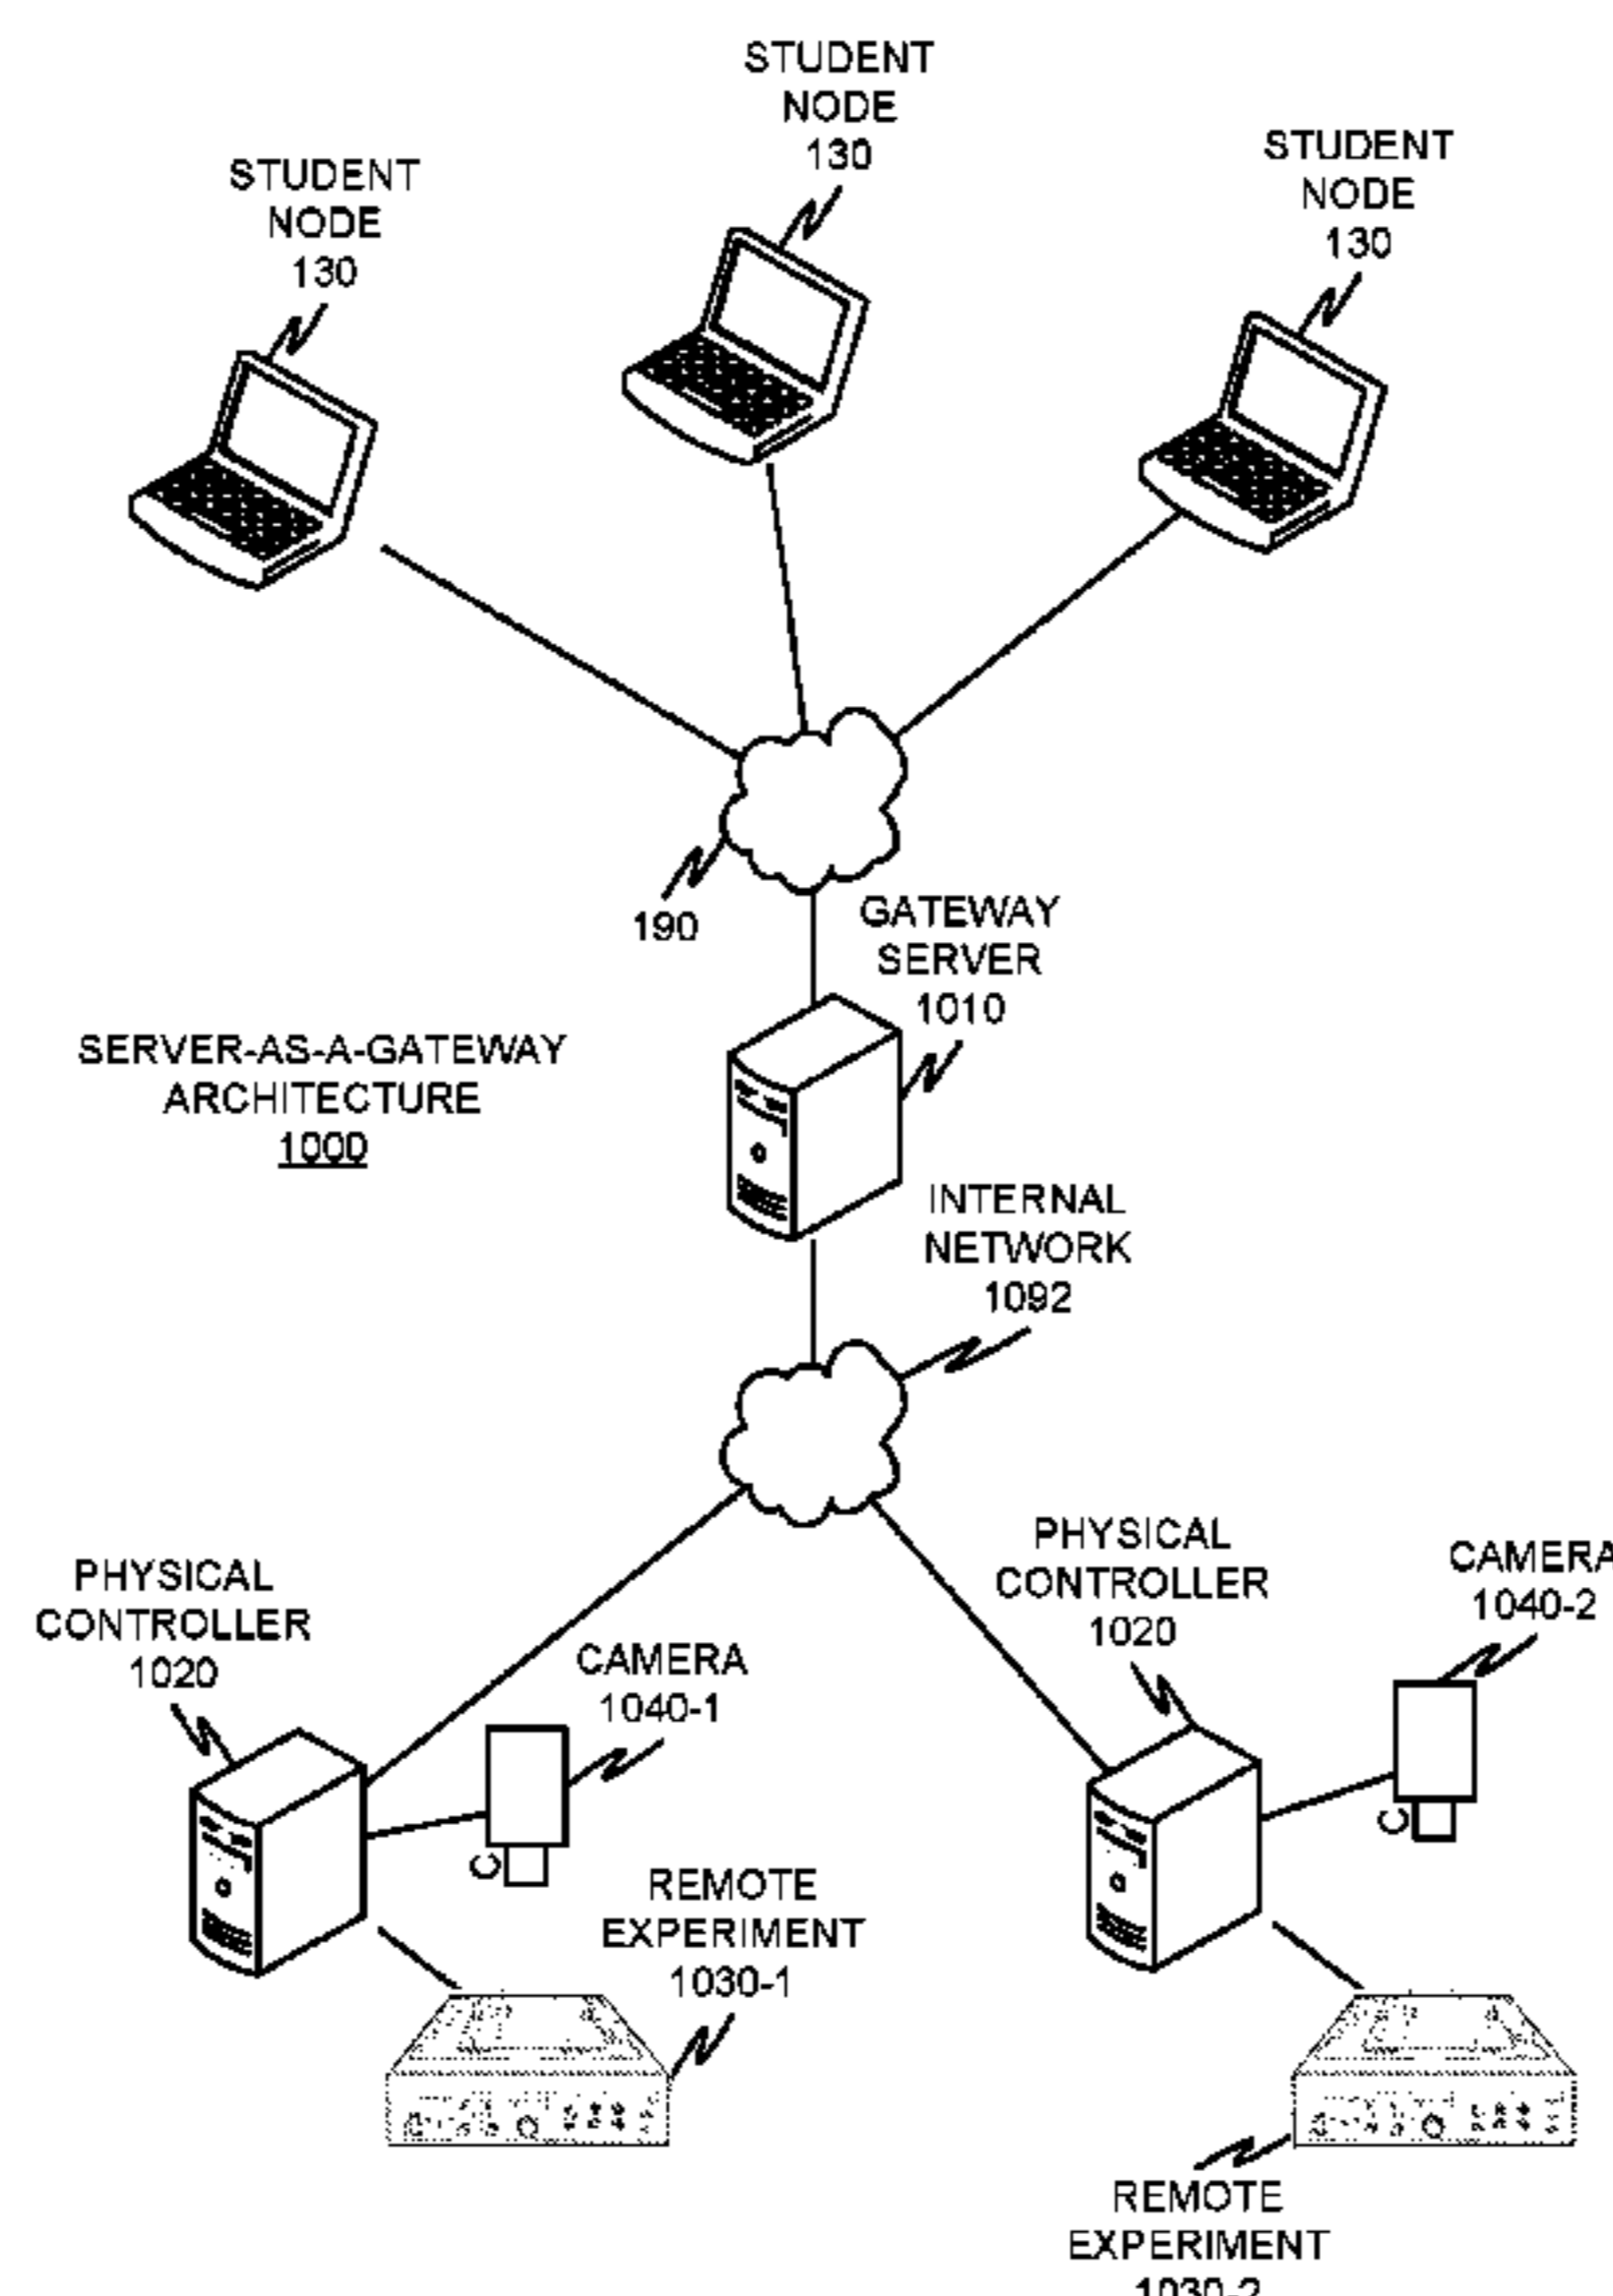 STUDENT
NODE
130
STUDENT
NODE
130
STUDENT
NODE
130
190
GATEWAY
SERVER
1010
SERVER-AS-A-GATEWAY
ARCHITECTURE
1000
INTERNAL
NETWORK
1092
PHYSICAL
CONTROLLER
1020
CAMERA
1040-1
PHYSICAL
CONTROLLER
1020
CAMERA
1040-2
REMOTE
EXPERIMENT
1030-1
REMOTE
EXPERIMENT
1030-2